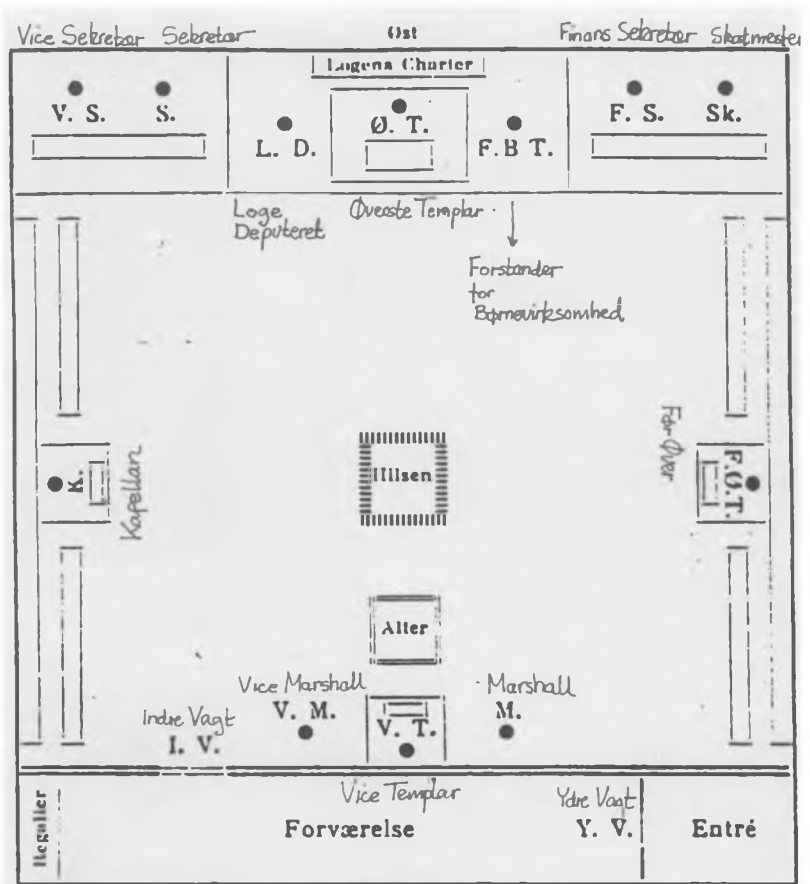 Vice Sekretær Sekretær Øst Finans Sekretær Skatmester
Logens Charter
V. S. S. Ø. T. F. S. Sk.
L. D. F.B T.
Loge
Deputeret
Øverste Templar
Forstander
for
Børnevirksomhed
K.
Kapellan
Hilsen
Før Øver
F.Ø.T.
Alter
Vice Marshall Marshall
V. M. M.
Indre Vagt
I. V.
V. T.
Vice Templar Ydre Vagt
Regalier
Forværelse Y. V. Entré